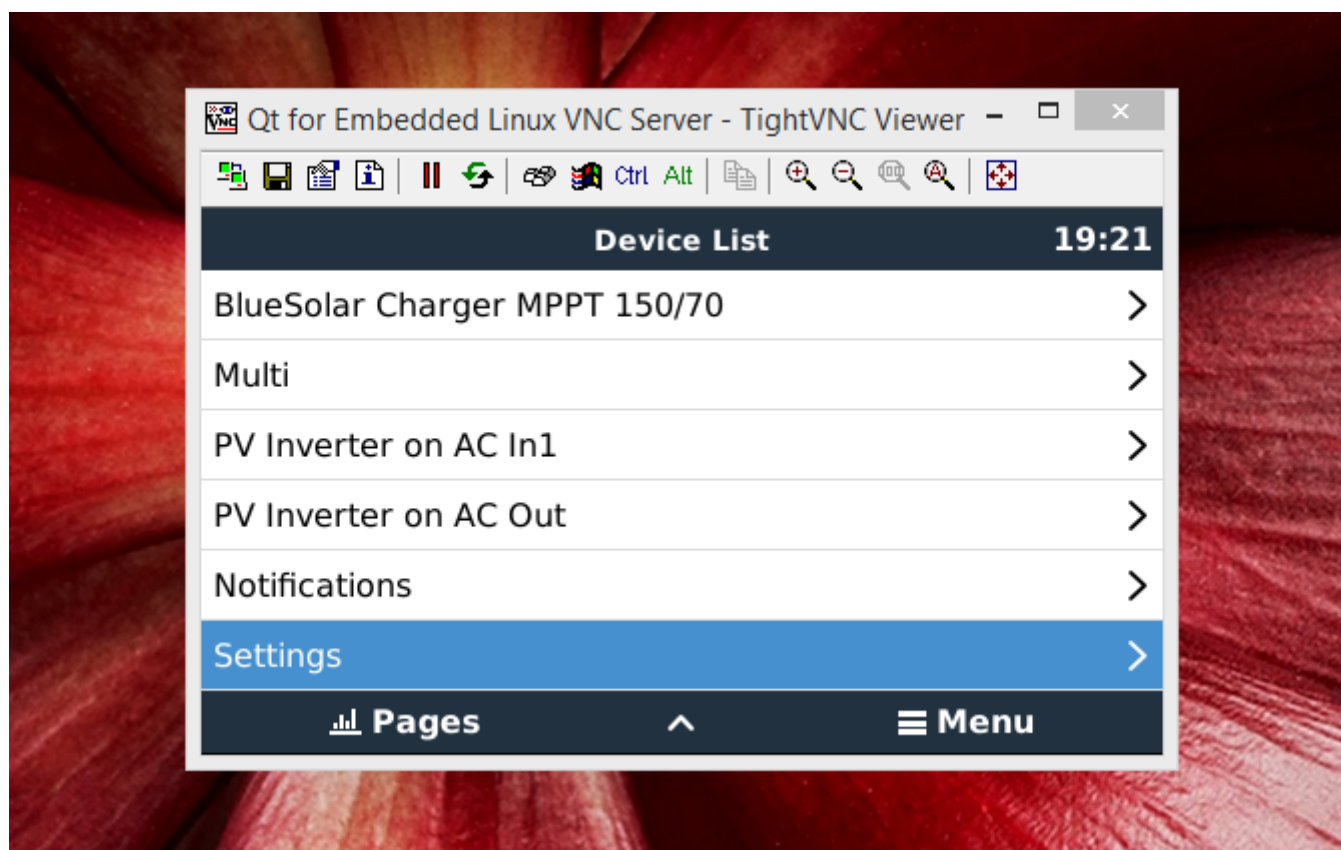 Qt for Embedded Linux VNC Server - TightVNC Viewer
Ctrl Alt
Device List 19:21
BlueSolar Charger MPPT 150/70
Multi
PV Inverter on AC In1
PV Inverter on AC Out
Notifications
Settings
Pages Menu